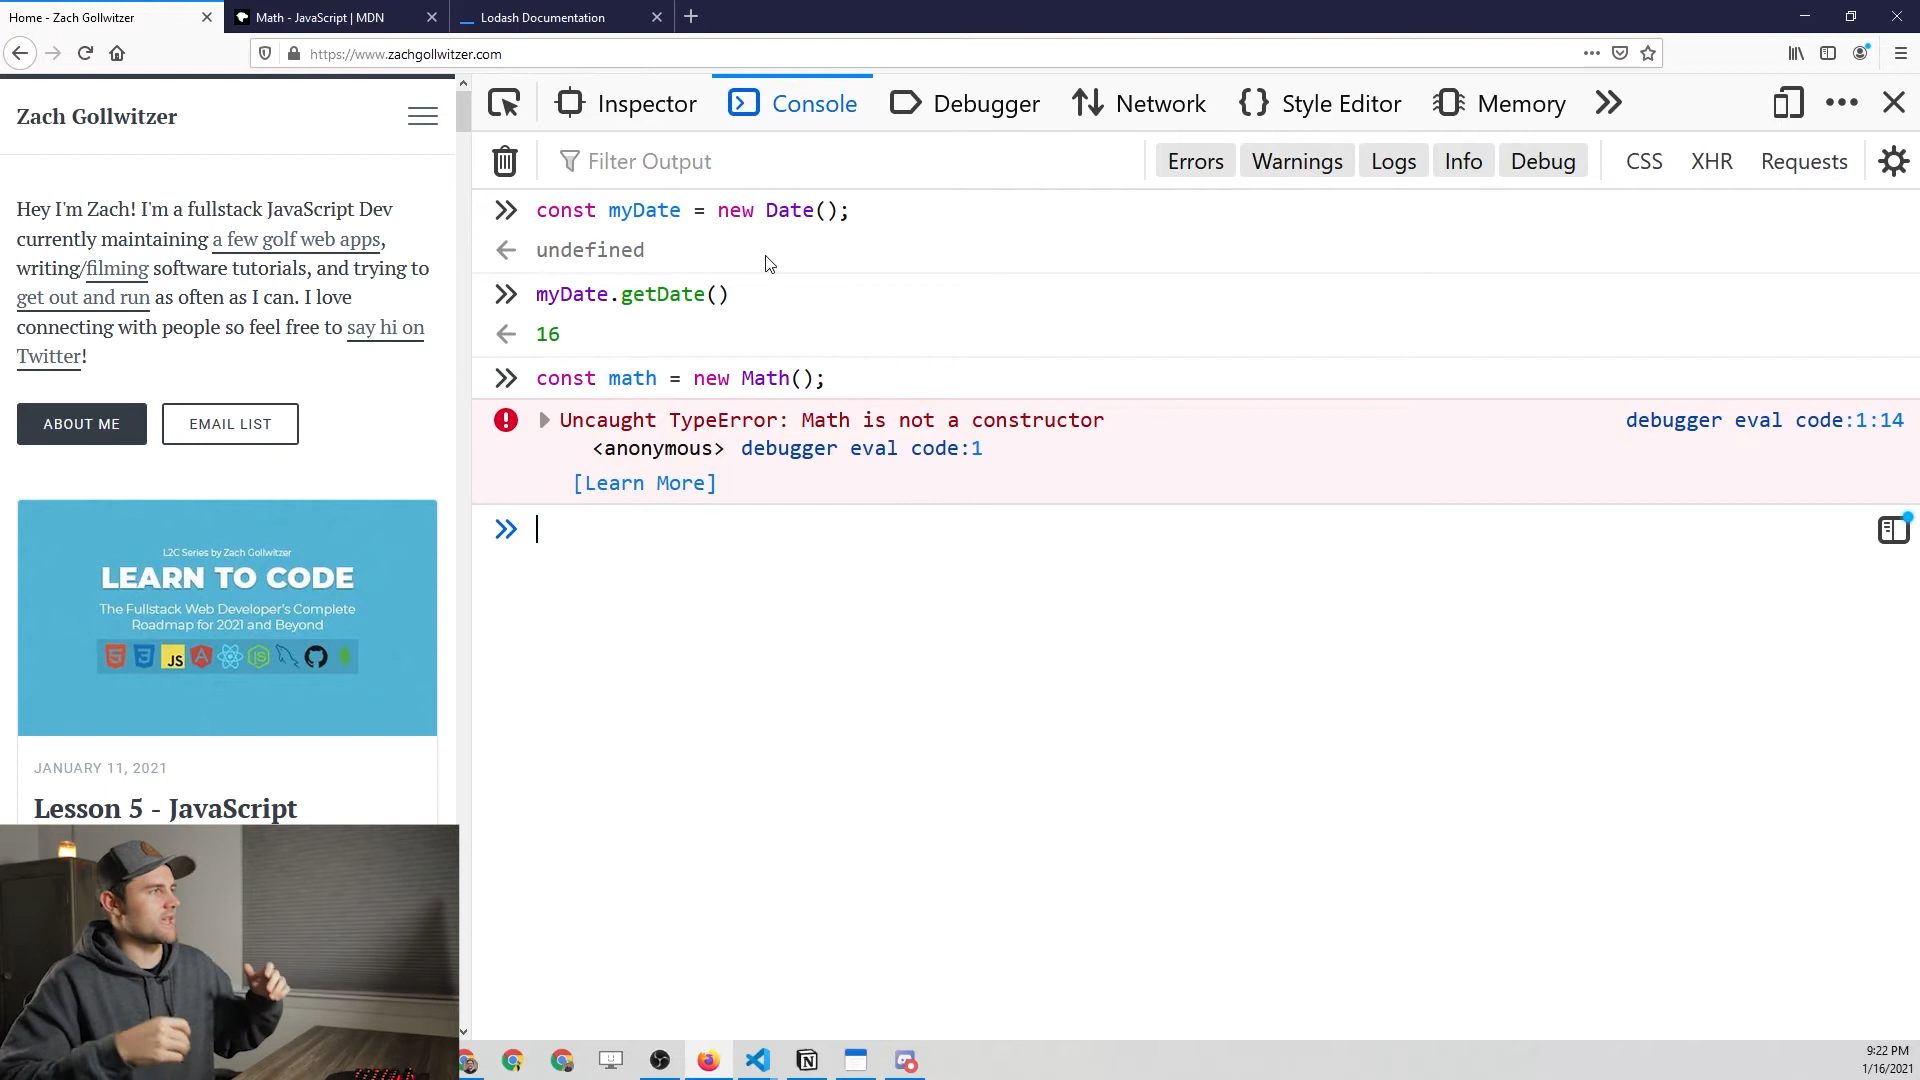 Home - Zach Gollwitzer
Math - JavaScript | MDN
Lodash Documentation
https://www.zachgollwitzer.com
Zach Gollwitzer
Hey I'm Zach! I'm a fullstack JavaScript Dev
currently maintaining a few golf web apps,
writing/filming software tutorials, and trying to
get out and run as often as I can. I love
connecting with people so feel free to say hi on
Twitter!
ABOUT ME
EMAIL LIST
L2C Series by Zach Gollwitzer
LEARN TO CODE
The Fullstack Web Developer's Complete
Roadmap for 2021 and Beyond
JS
JANUARY 11, 2021
Lesson 5 - JavaScript
Inspector
Console
Debugger
Network
Style Editor
Memory
Filter Output
Errors
Warnings
Logs
Info
Debug
CSS
XHR
Requests
const myDate = new Date();
undefined
myDate.getDate()
16
const math = new Math();
Uncaught TypeError: Math is not a constructor
debugger eval code:1:14
<anonymous> debugger eval code:1
[Learn More]
9:22 PM
1/16/2021